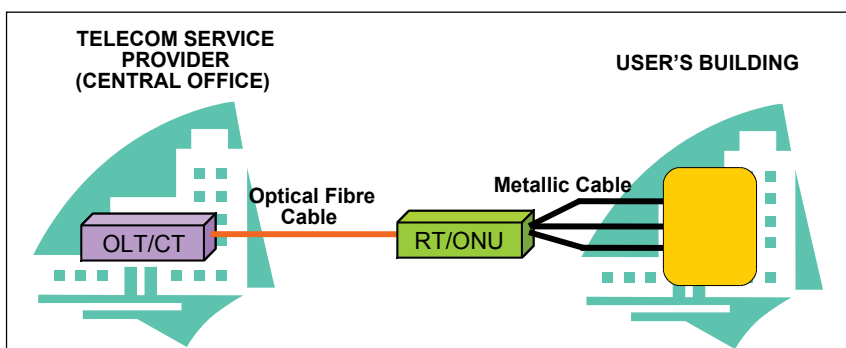 TELECOM SERVICE
PROVIDER
(CENTRAL OFFICE)
USER'S BUILDING
Optical Fibre
Cable
Metallic Cable
OLT/CT
RT/ONU